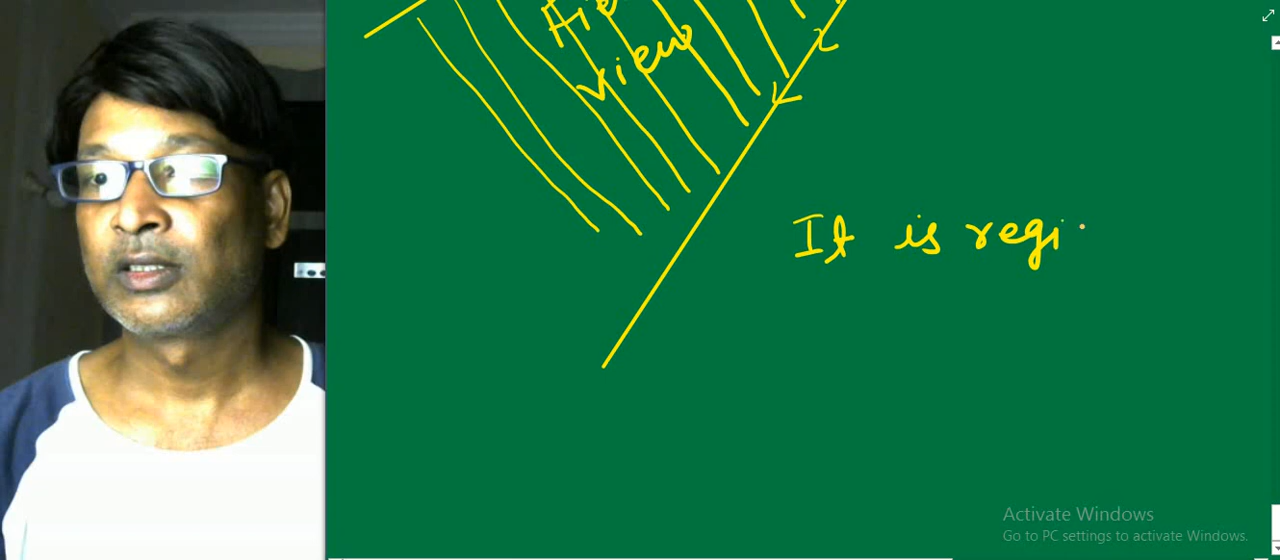 view
It is regi
Activate Windows
Go to PC settings to activate Windows.